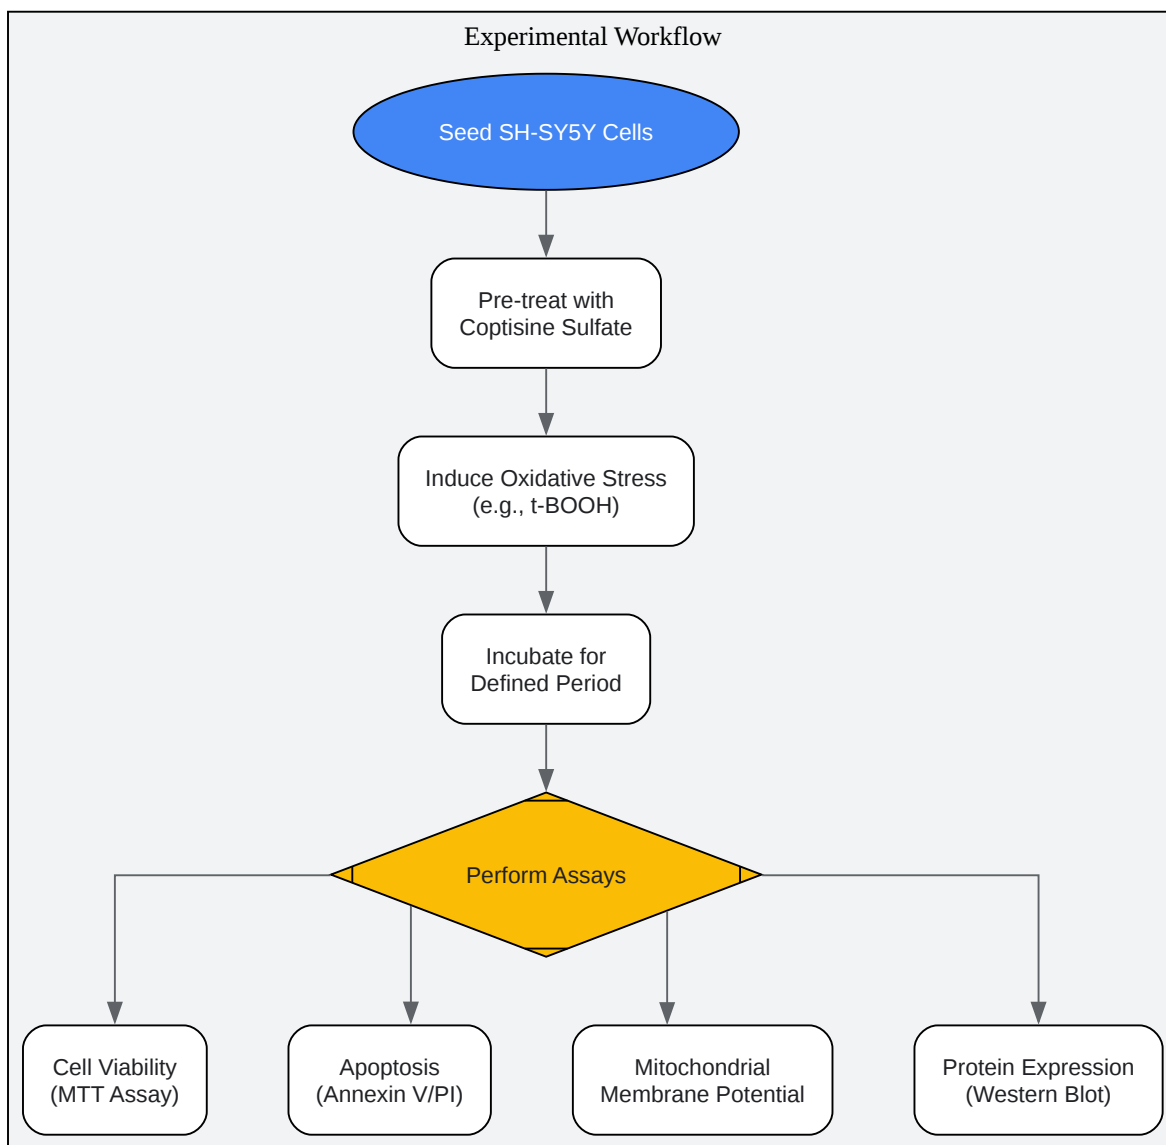 Experimental Workflow
Seed SH-SY5Y Cells
Pre-treat with
Coptisine Sulfate
Induce Oxidative Stress
(e.g., t-BOOH)
Incubate for
Defined Period
Perform Assays
Cell Viability
(MTT Assay)
Apoptosis
(Annexin V/PI)
Mitochondrial
Membrane Potential
Protein Expression
(Western Blot)